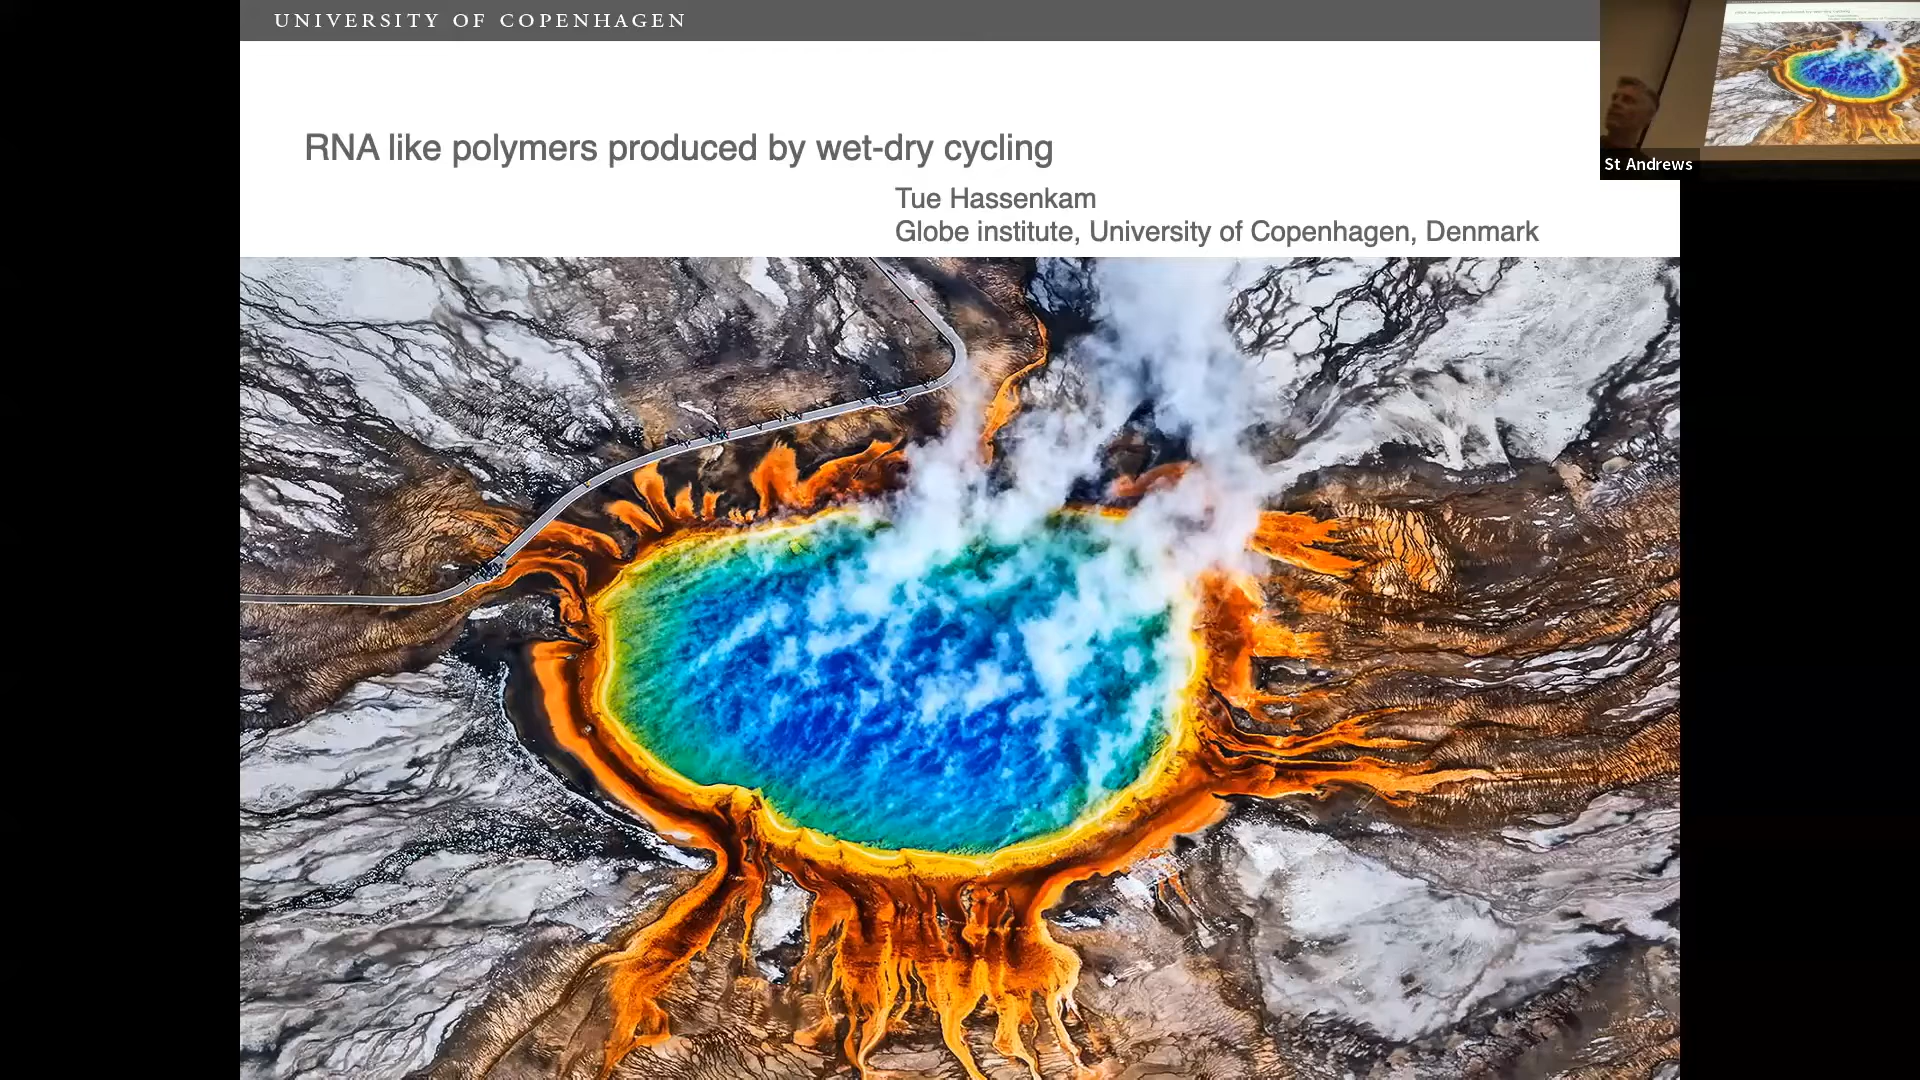 UNIVERSITY OF COPENHAGEN
RNA like polymers produced by wet-dry cycling
Tue Hassenkam
Globe institute, University of Copenhagen, Denmark
St Andrews